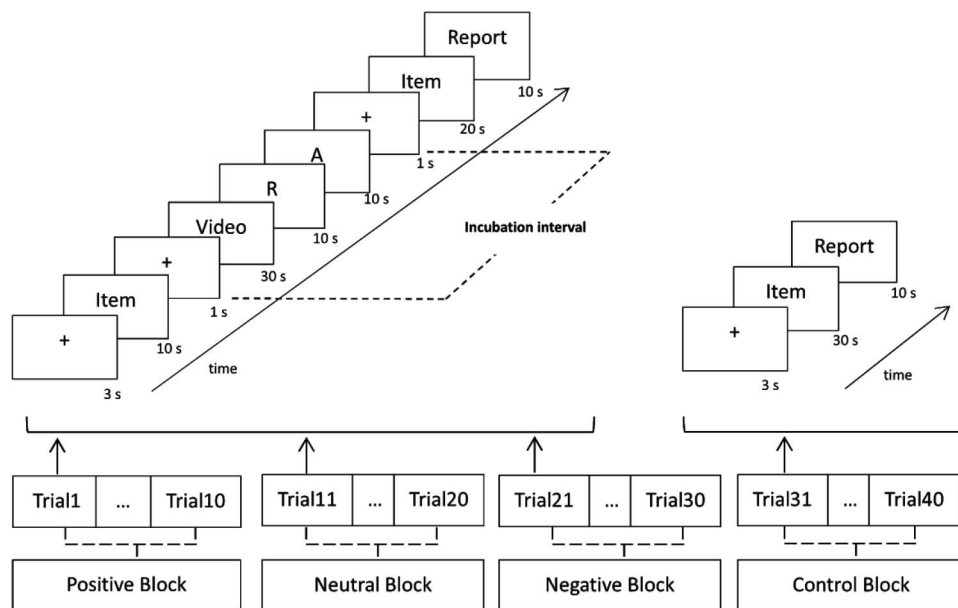 Report
Item
10 s
+
20 s
A
1 s
R
10 s
Video
10 s
+
30 s
Item
1 s
+
10 s
3 s
time
Incubation interval
Report
Item
10 s
+
30 s
3 s
time
Trial1 ... Trial10
Trial11 ... Trial20
Trial21 ... Trial30
Trial31 ... Trial40
Positive Block
Neutral Block
Negative Block
Control Block